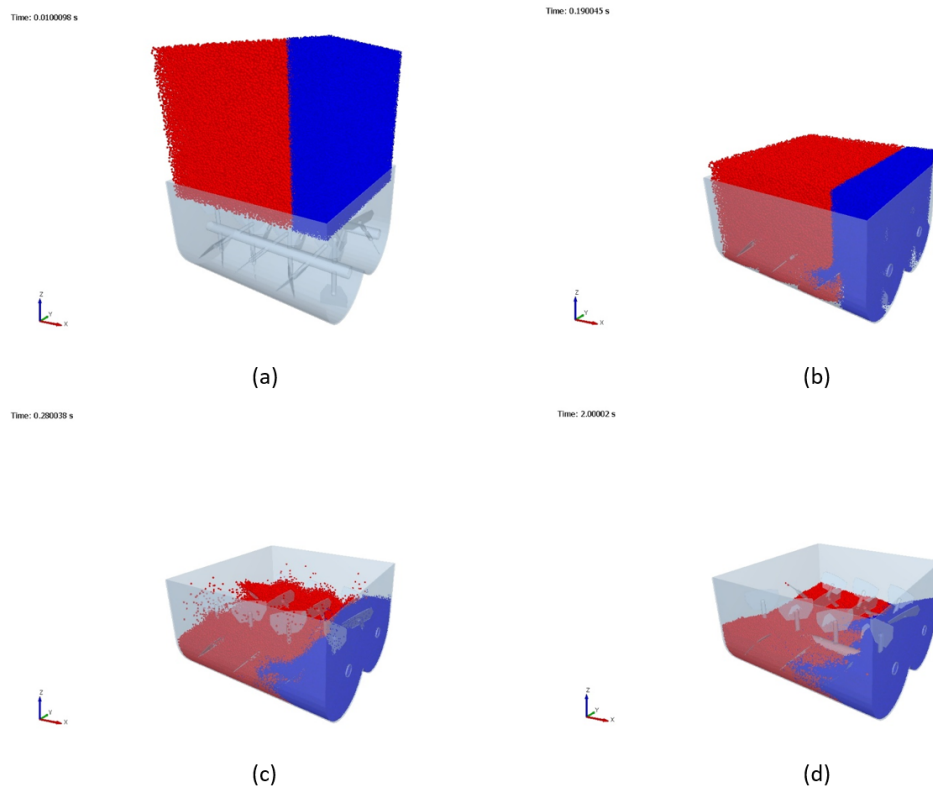 Time: 0.0100098 s
Time: 0.190045 s
Z
Y
X
Z
Y
X
(a)
(b)
Time: 0.280038 s
Time: 2.00002 s
Z
Y
X
Z
Y
X
(c)
(d)